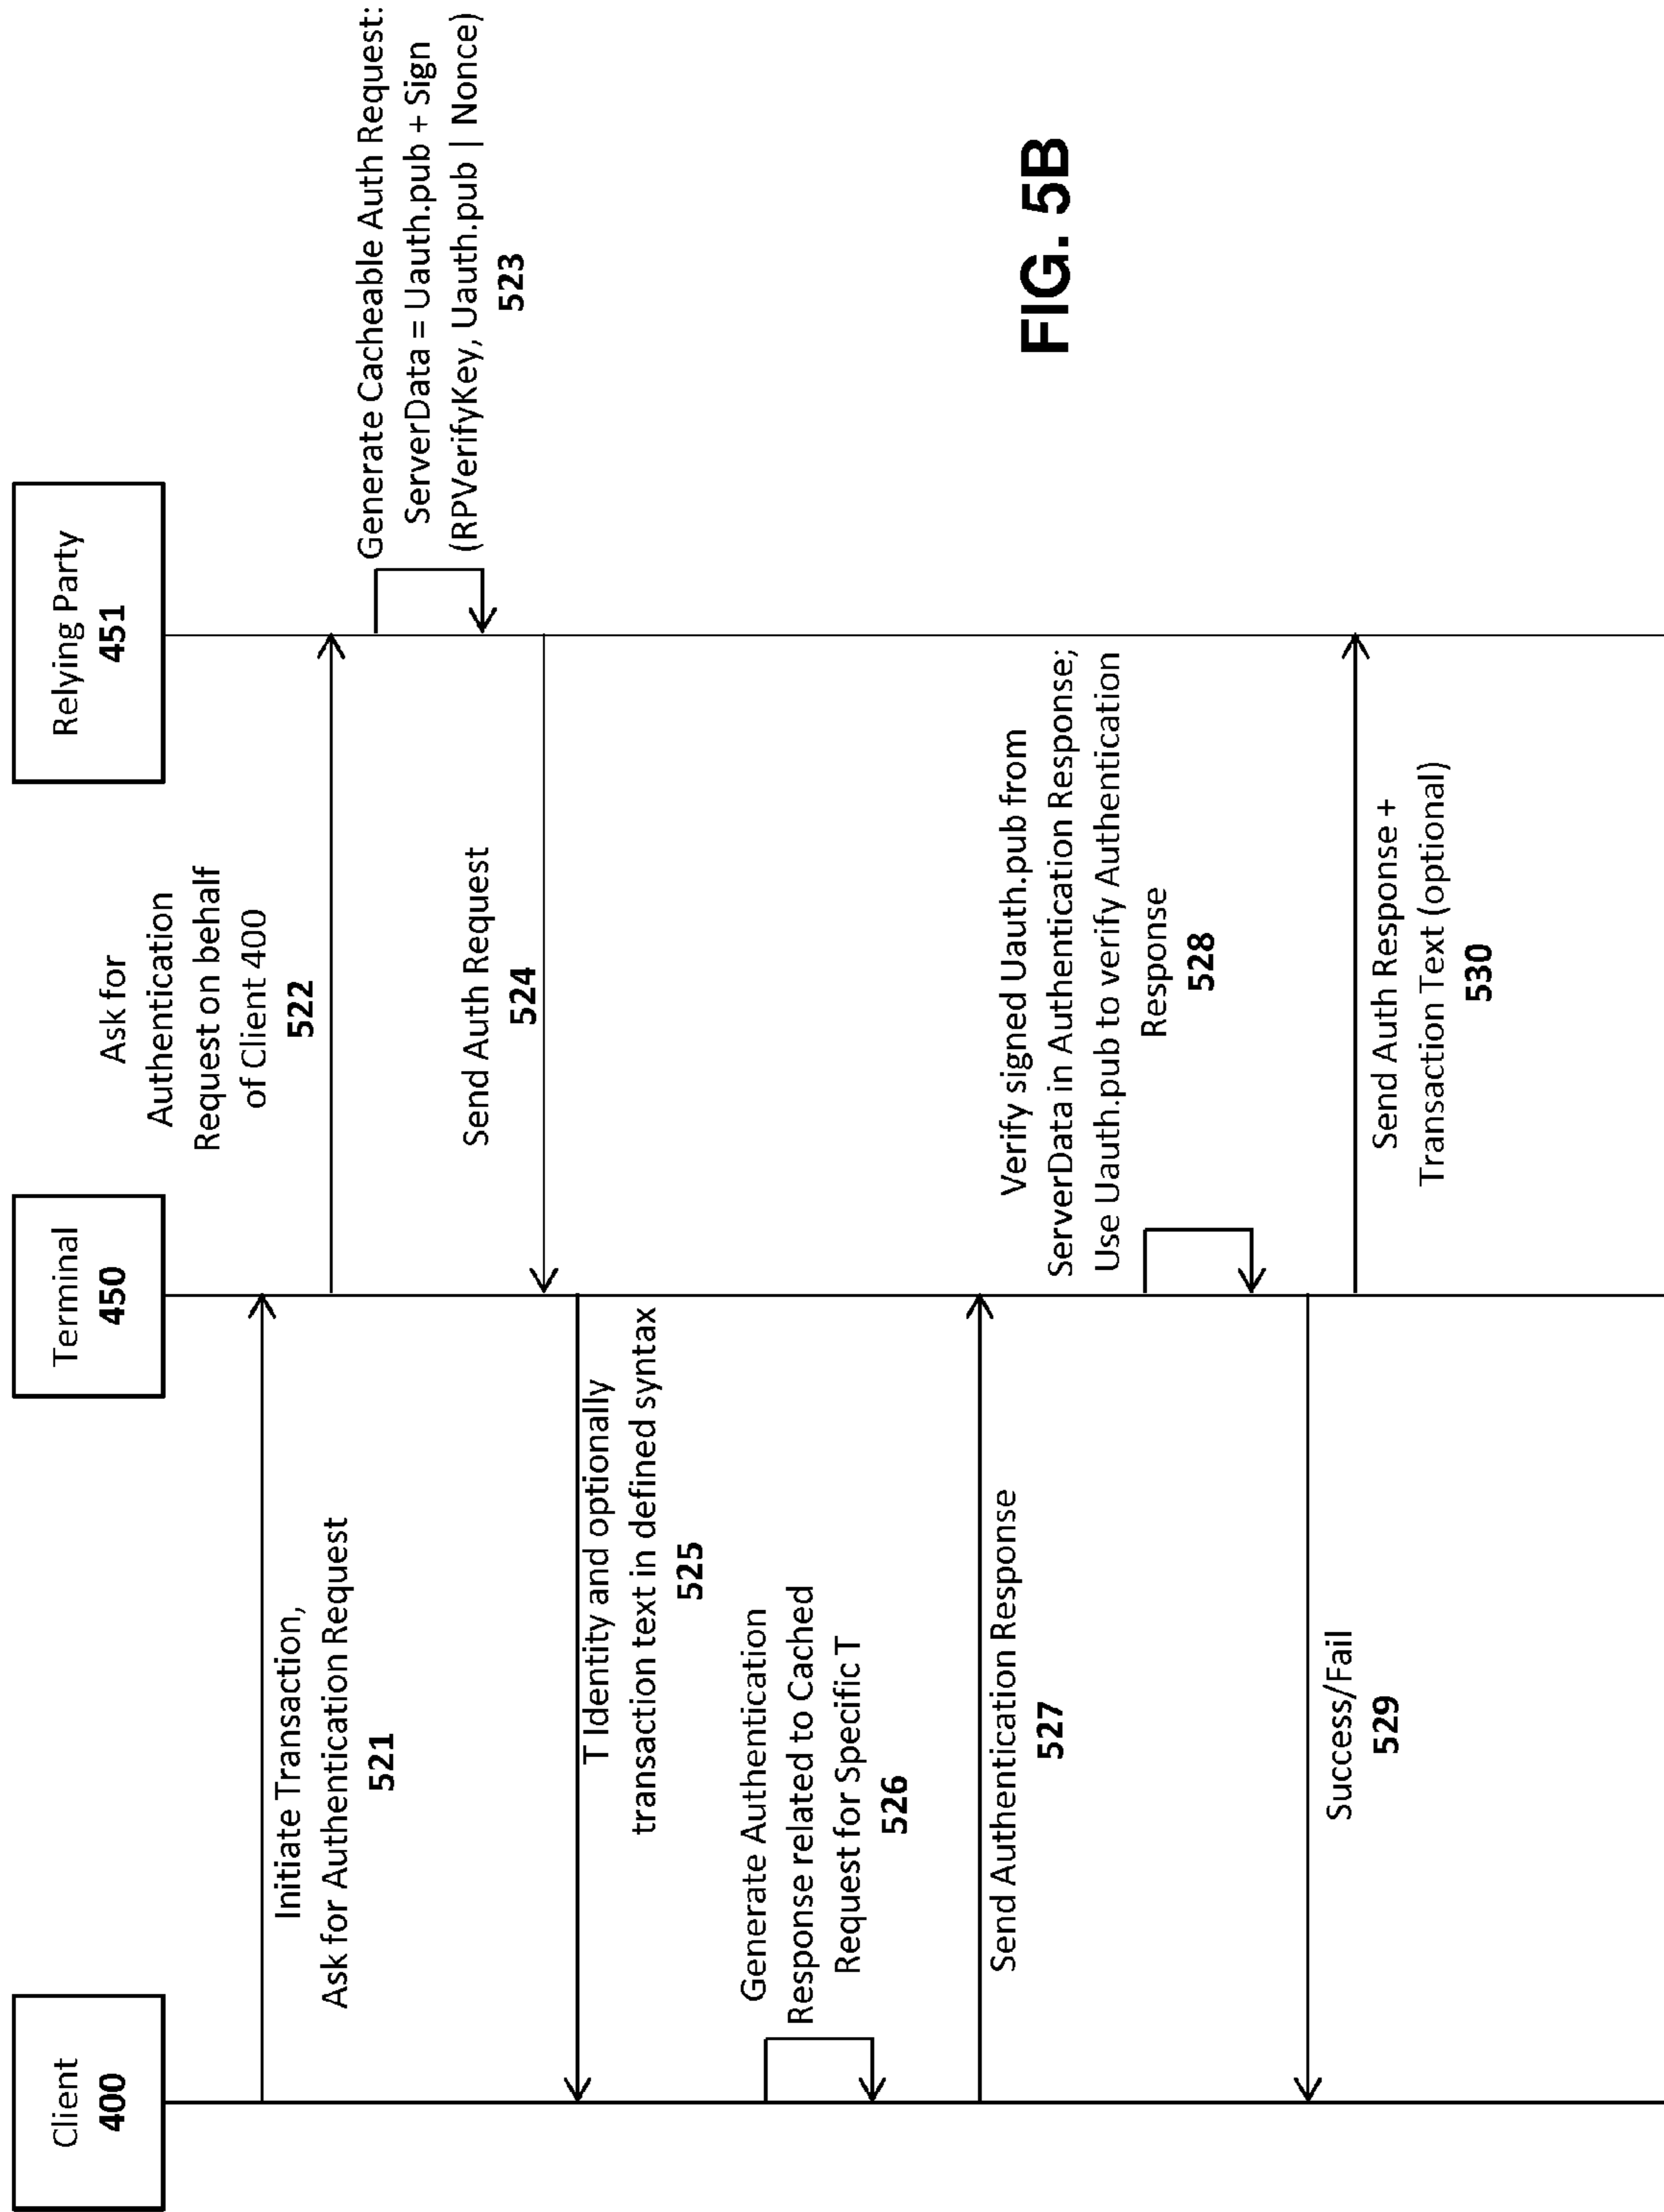 Client
400
Terminal
450
Relying Party
451
Initiate Transaction,
Ask for Authentication Request
521
Ask for
Authentication
Request on behalf
of Client 400
522
Generate Cacheable Auth Request:
ServerData = Uauth.pub + Sign
(RPVerifyKey, Uauth.pub | Nonce)
523
Send Auth Request
524
T Identity and optionally
transaction text in defined syntax
525
Generate Authentication
Response related to Cached
Request for Specific T
526
Send Authentication Response
527
Verify signed Uauth.pub from
ServerData in Authentication Response;
Use Uauth.pub to verify Authentication
Response
528
Success/Fail
529
Send Auth Response +
Transaction Text (optional)
530
FIG. 5B